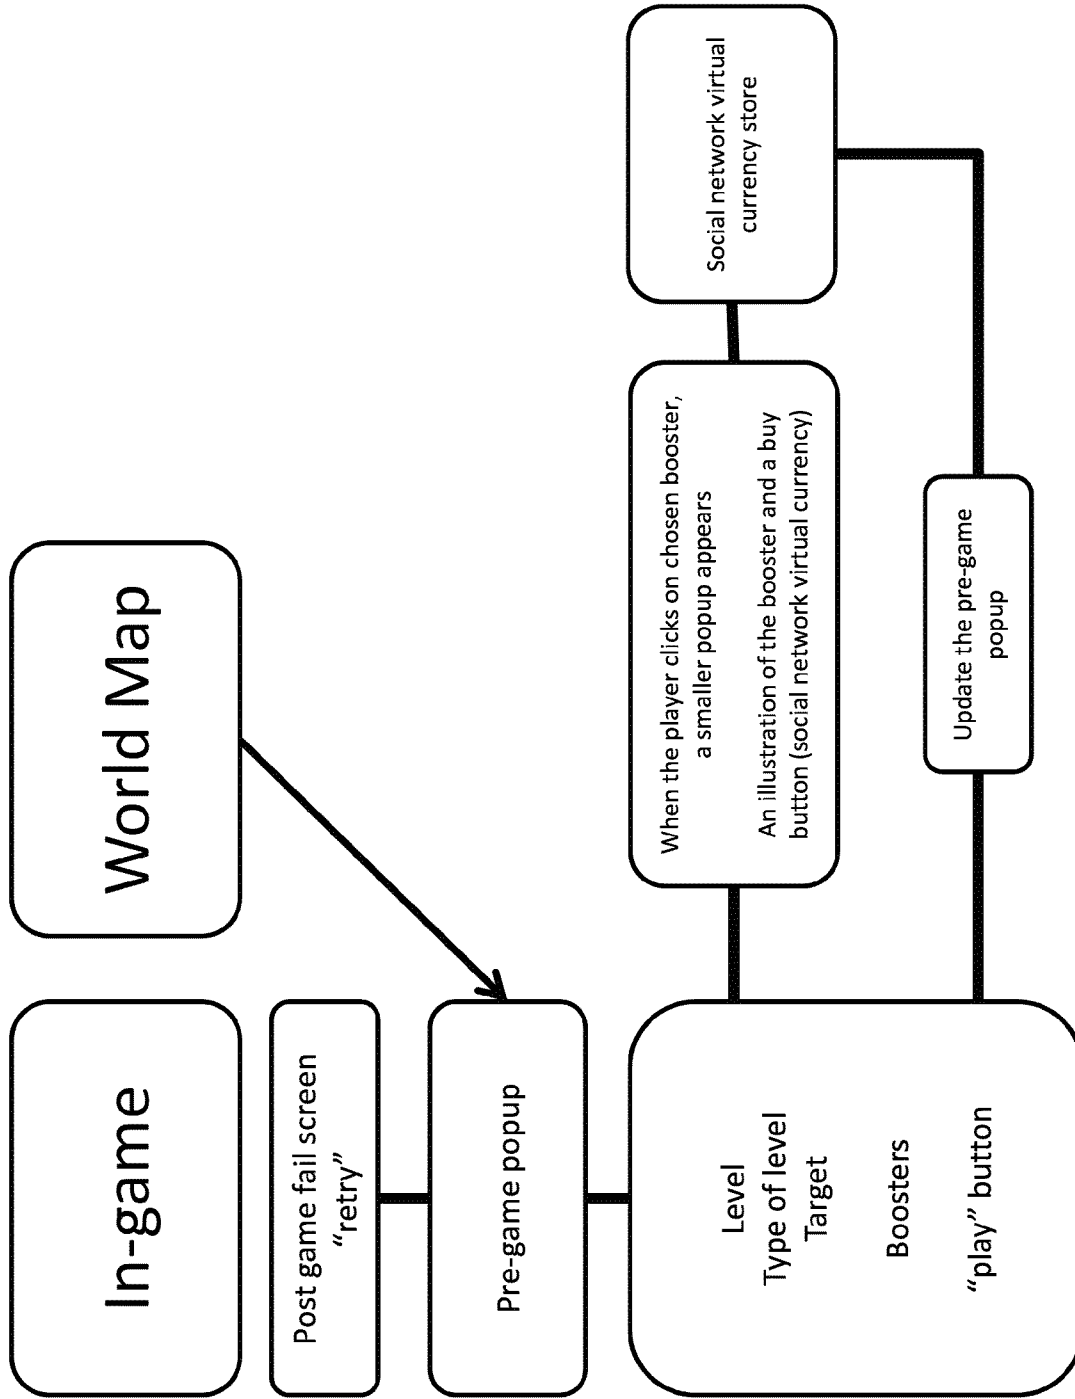 In-game
World Map
Post game fail screen
“retry”
Pre-game popup
Level
Type of level
Target
Boosters
“play” button
When the player clicks on chosen booster,
a smaller popup appears
An illustration of the booster and a buy
button (social network virtual currency)
Social network virtual
currency store
Update the pre-game
popup